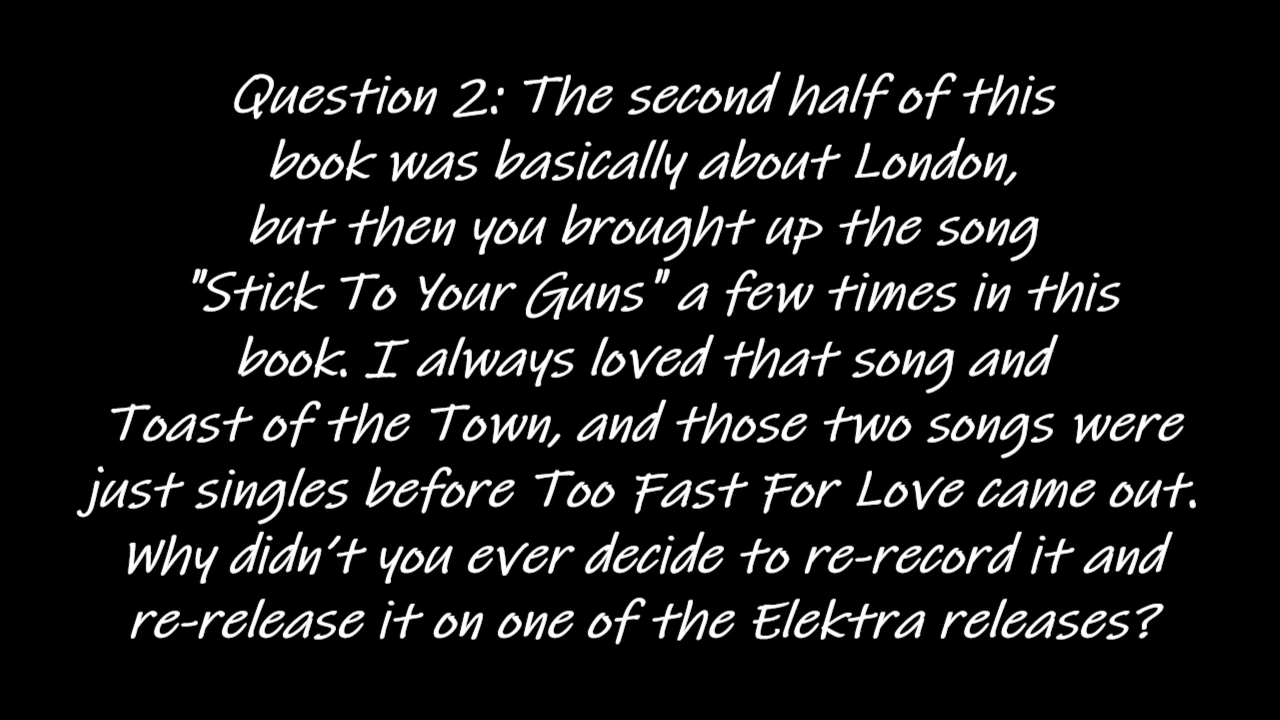 Question 2: The second half of this
book was basically about London,
but then you brought up the song
"Stick To Your Guns" a few times in this
book. I always loved that song and
Toast of the Town, and those two songs were
just singles before Too Fast For Love came out.
Why didn't you ever decide to re-record it and
re-release it on one of the Elektra releases?